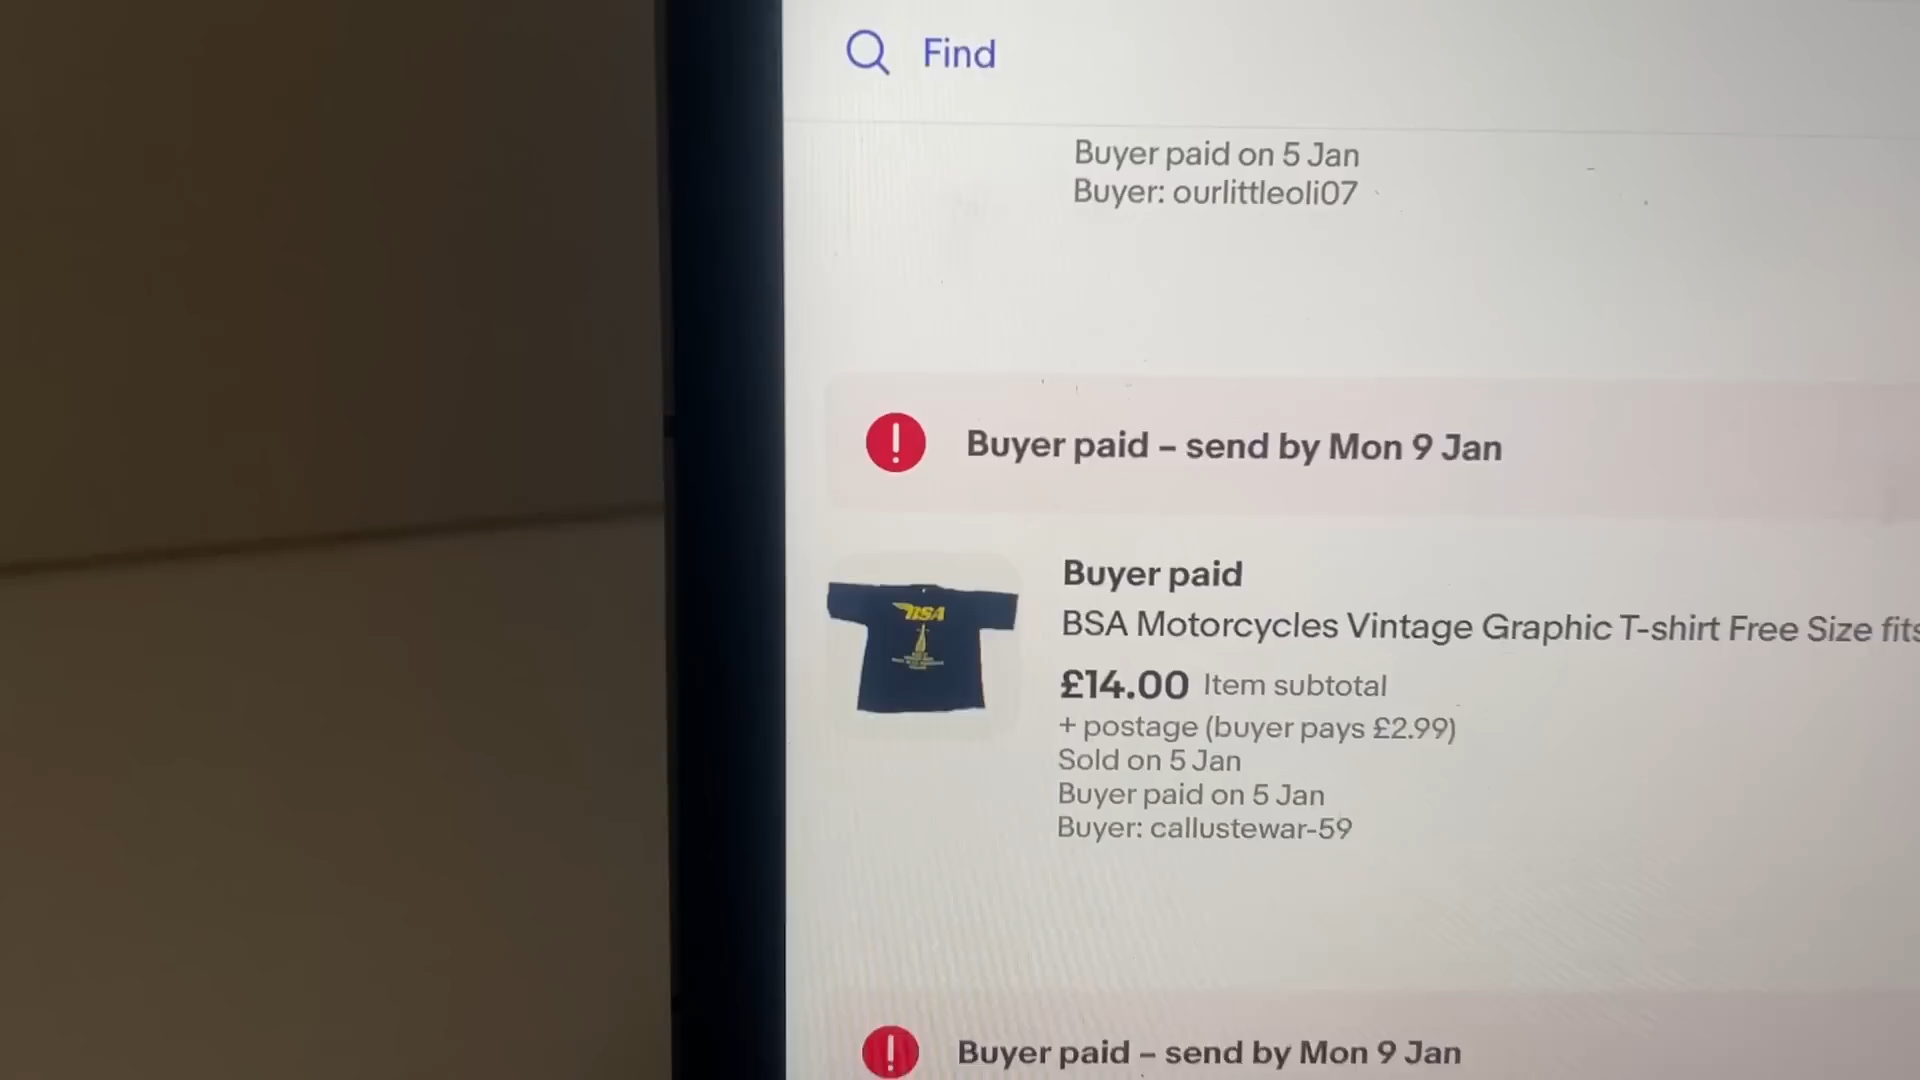 Find
Buyer paid on 5 Jan
Buyer: ourlittleoli07
Buyer paid – send by Mon 9 Jan
BSA
Buyer paid
BSA Motorcycles Vintage Graphic T-shirt Free Size fits
£14.00 Item subtotal
+ postage (buyer pays £2.99)
Sold on 5 Jan
Buyer paid on 5 Jan
Buyer: callustewar-59
Buyer paid – send by Mon 9 Jan